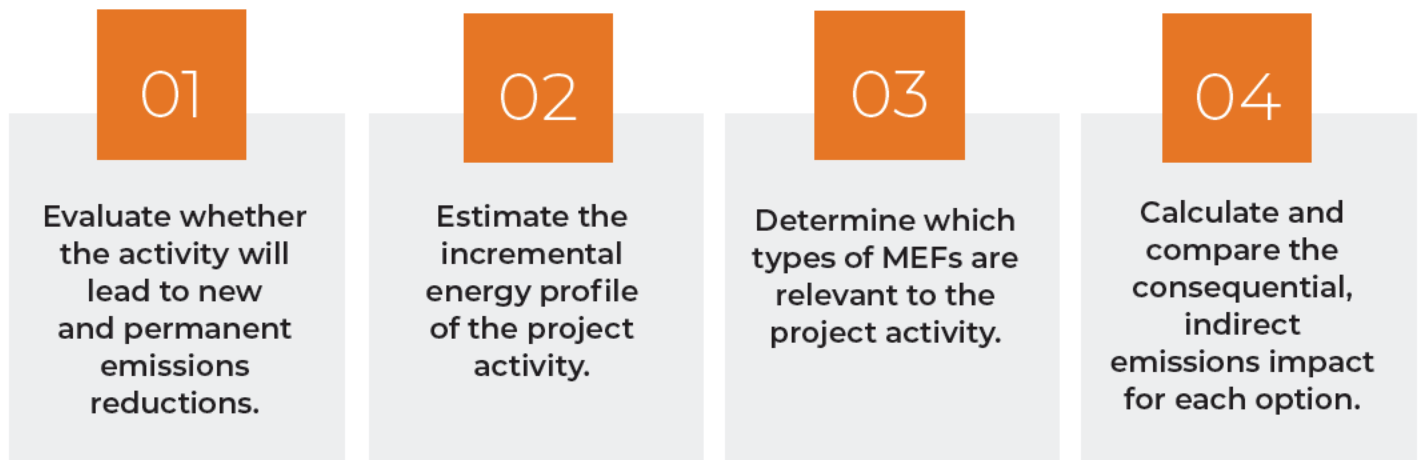 01
Evaluate whether
the activity will
lead to new
and permanent
emissions
reductions.
02
Estimate the
incremental
energy profile
of the project
activity.
03
Determine which
types of MEFs are
relevant to the
project activity.
04
Calculate and
compare the
consequential,
indirect
emissions impact
for each option.